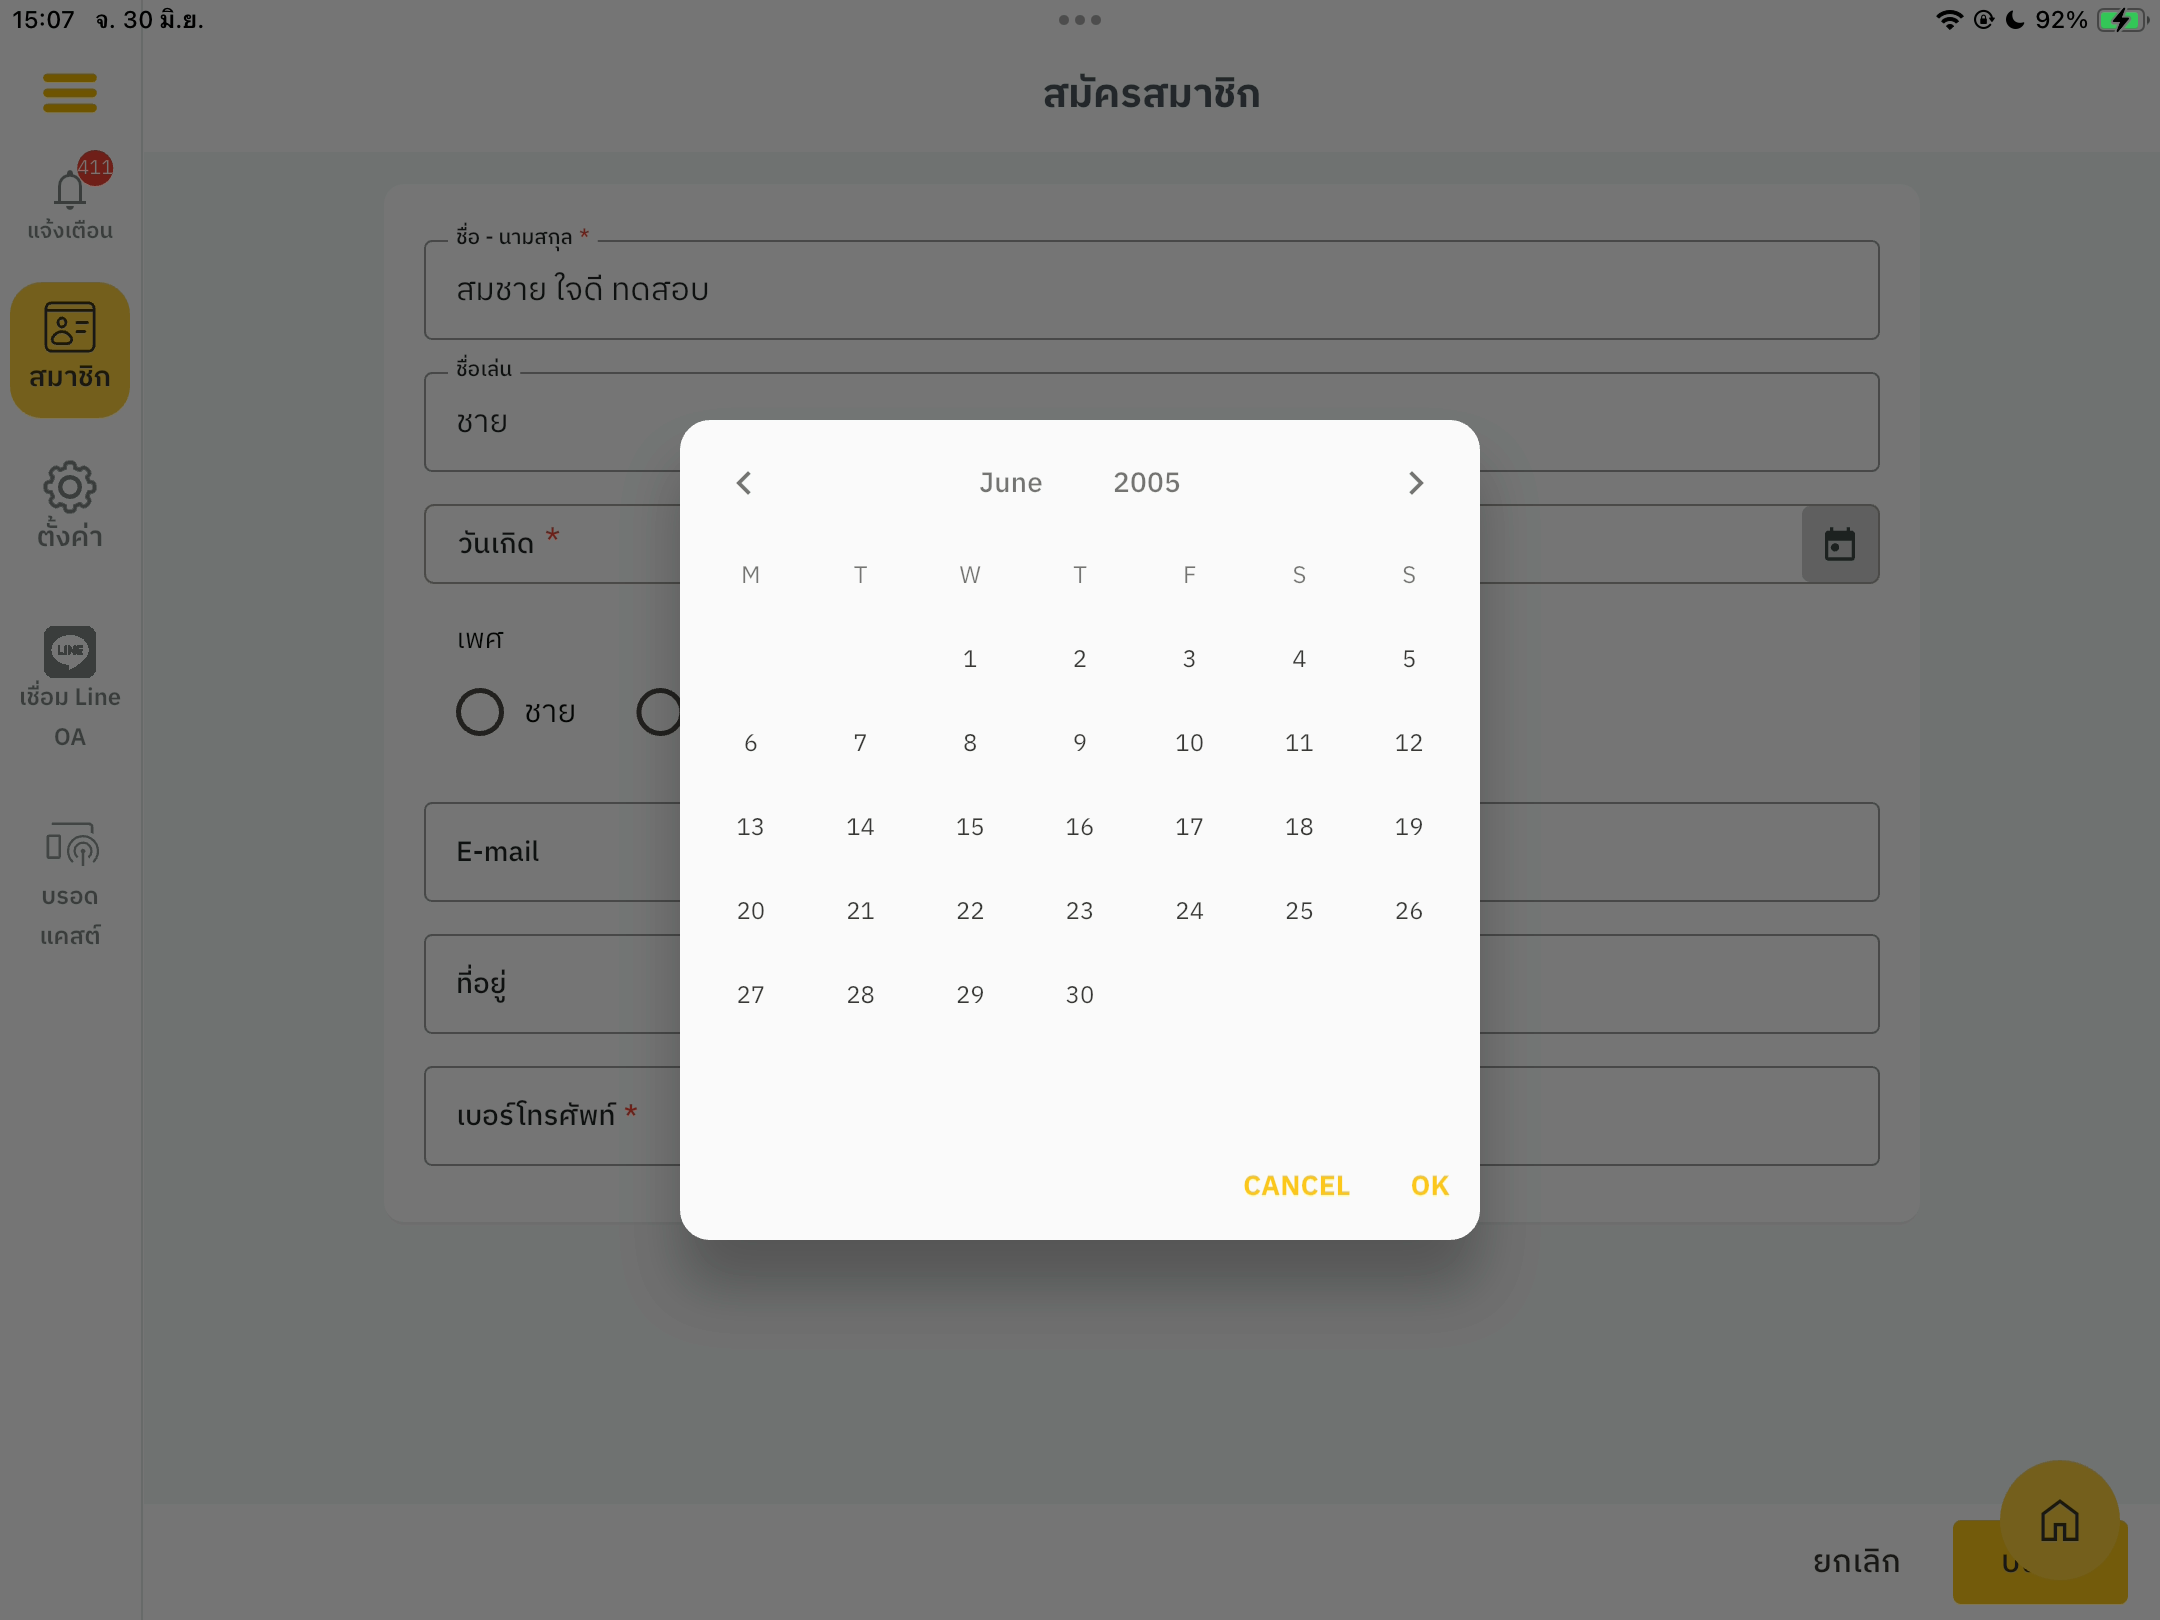 15:07 จ. 30 มิ.ย.
92%
สมัครสมาชิก
411
แจ้งเตือน
สมาชิก
ตั้งค่า
LINE
เชื่อม Line
OA
บรอด
แคสต์
ชื่อ - นามสกุล *
สมชาย ใจดี ทดสอบ
ชื่อเล่น
ชาย
วันเกิด *
เพศ
ชาย
E-mail
ที่อยู่
เบอร์โทรศัพท์ *
June 2005
M T W T F S S
1 2 3 4 5
6 7 8 9 10 11 12
13 14 15 16 17 18 19
20 21 22 23 24 25 26
27 28 29 30
CANCEL OK
ยกเลิก